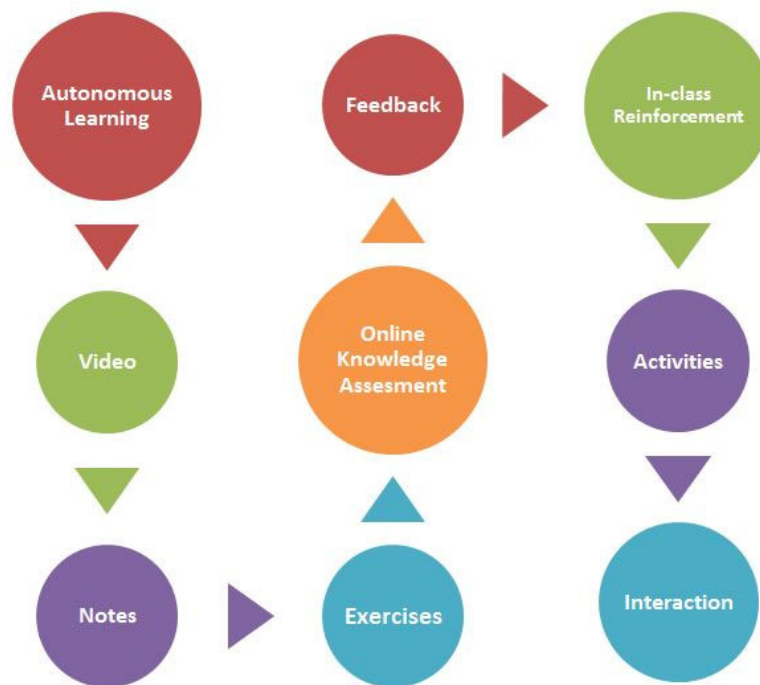 Autonomous
Learning
Video
Notes
Exercises
Online
Knowledge
Assesment
Feedback
In-class
Reinforcement
Activities
Interaction